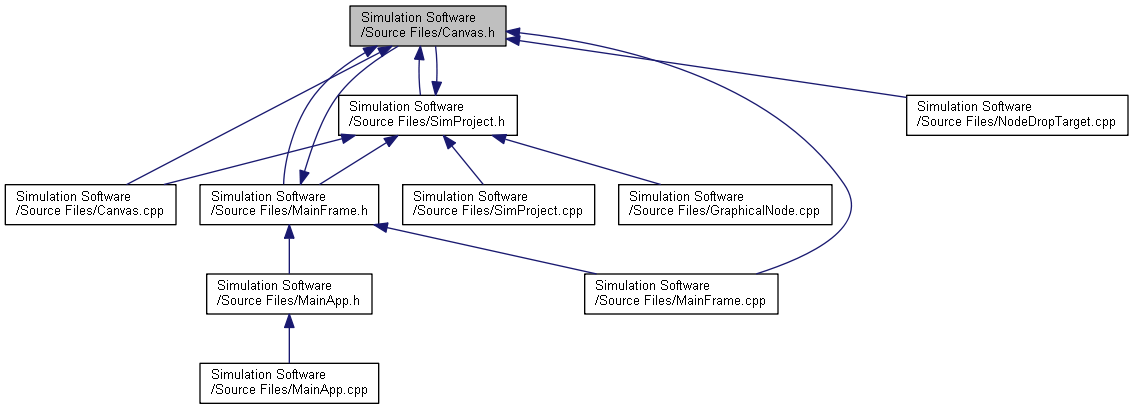 Simulation Software
/Source Files/Canvas.h
Simulation Software
/Source Files/SimProject.h
Simulation Software
/Source Files/NodeDropTarget.cpp
Simulation Software
/Source Files/Canvas.cpp
Simulation Software
/Source Files/MainFrame.h
Simulation Software
/Source Files/SimProject.cpp
Simulation Software
/Source Files/GraphicalNode.cpp
Simulation Software
/Source Files/MainApp.h
Simulation Software
/Source Files/MainFrame.cpp
Simulation Software
/Source Files/MainApp.cpp